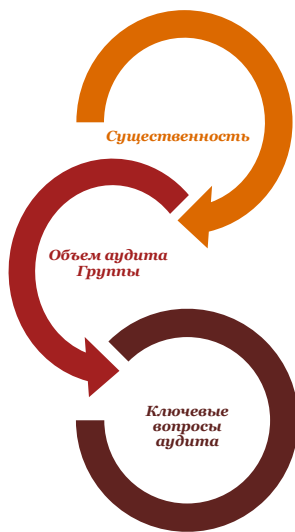 Существенность
Объем аудита
Группы
Ключевые
вопросы
аудита